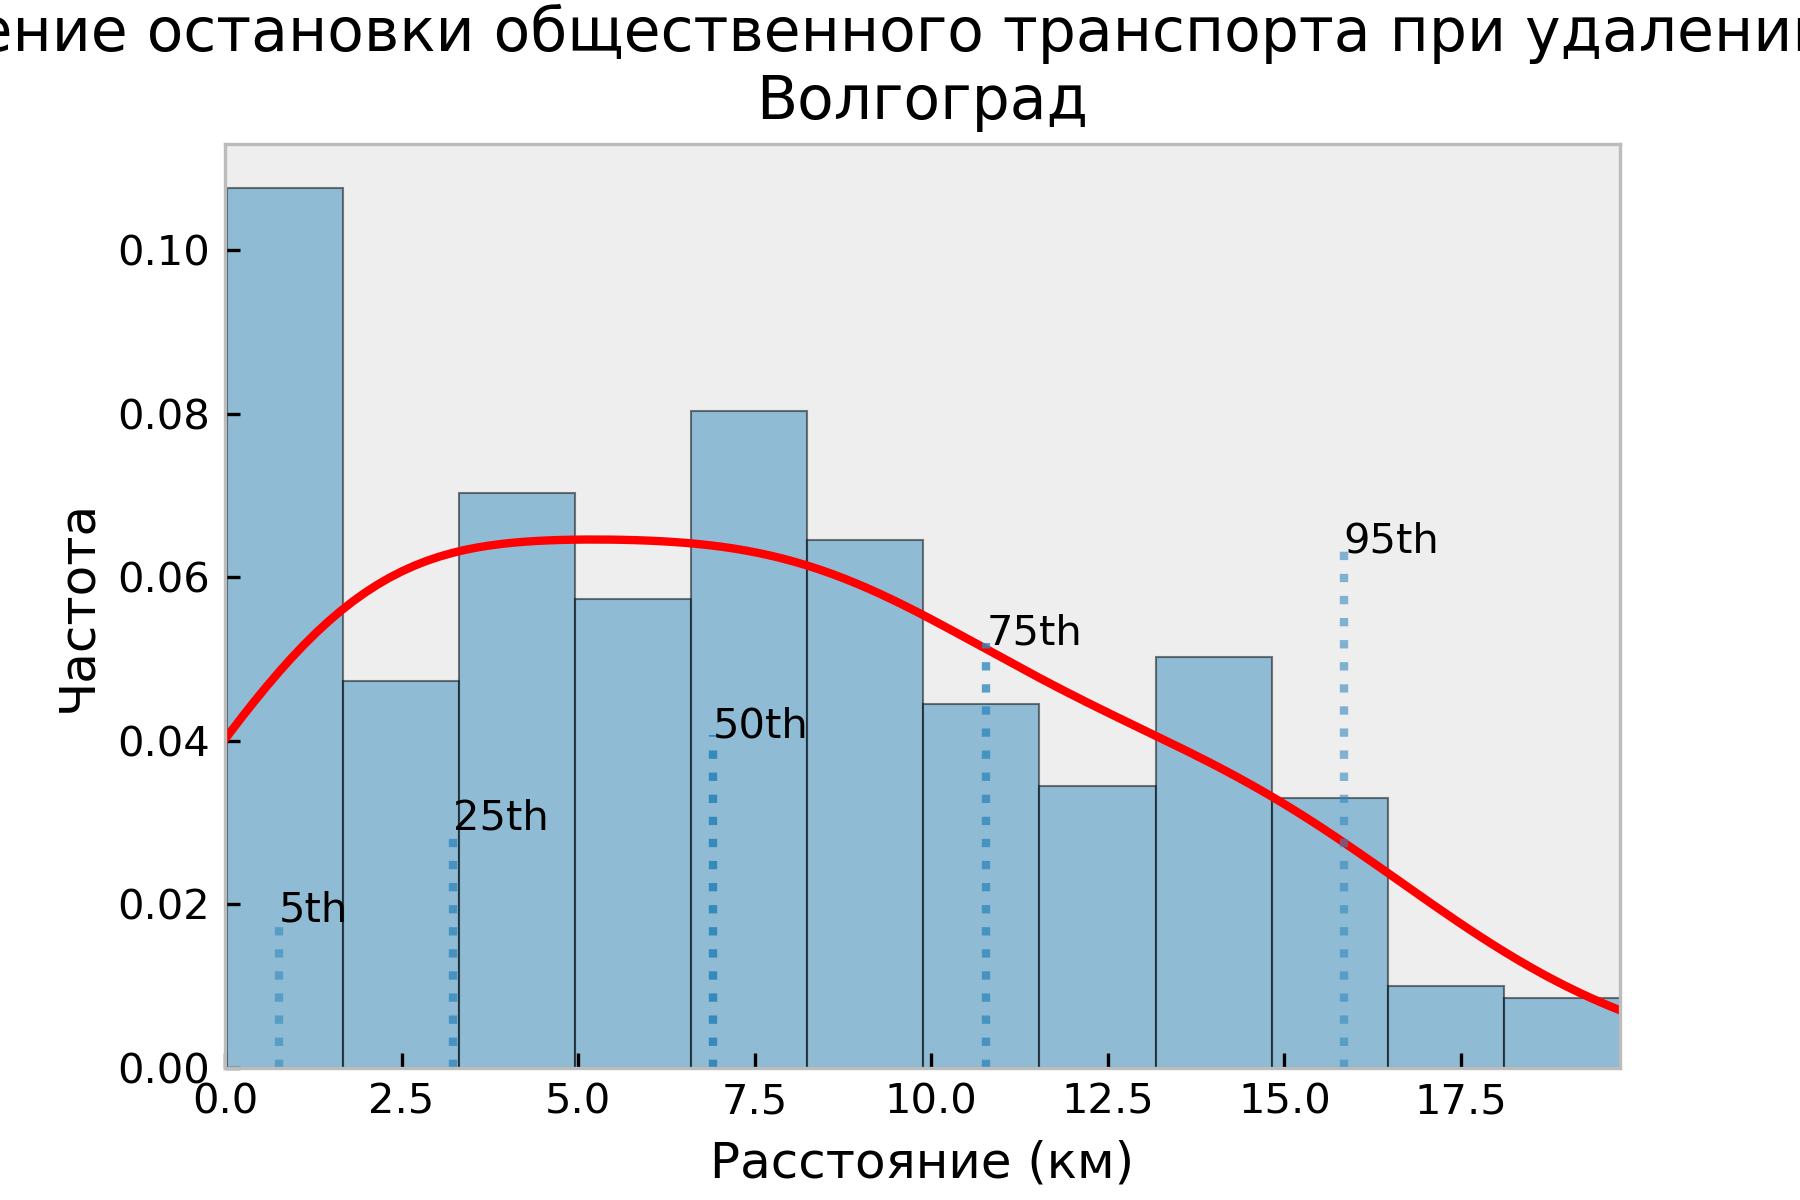 остановки общественного транспорта при
Волгоград
Частота
0.10
0.08
0.06
0.04
0.02
0.00
95th
75th
50th
25th
5th
0.0 2.5 5.0 7.5 10.0 12.5 15.0 17.5
Расстояние (км)